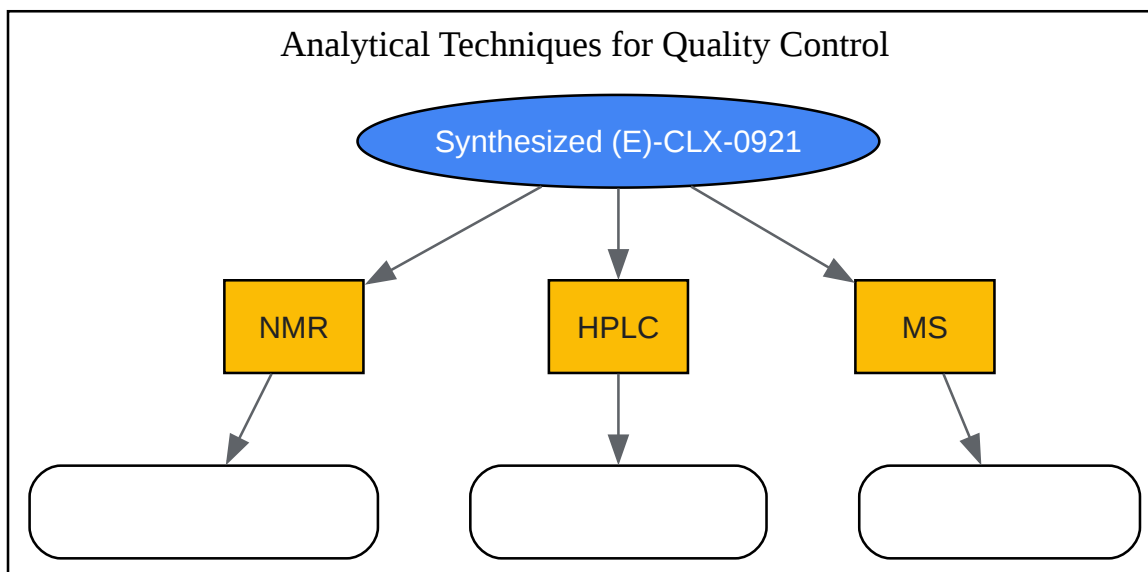 Analytical Techniques for Quality Control
Synthesized (E)-CLX-0921
NMR
HPLC
MS